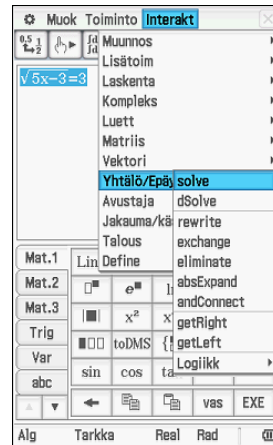 Muok Toiminto Interakt
√5x-3=3
Muunnos
Lisätoim
Laskenta
Kompleks
Luett
Matriis
Vektori
Yhtälö/Epäy
Avustaja
Jakauma/kä
Talous
Define
solve
dSolve
rewrite
exchange
eliminate
absExpand
andConnect
getRight
getLeft
Logiikk
Mat.1
Mat.2
Mat.3
Trig
Var
abc
Lin
e
x²
toDMS
sin cos
vas EXE
Alg Tarkka Real Rad